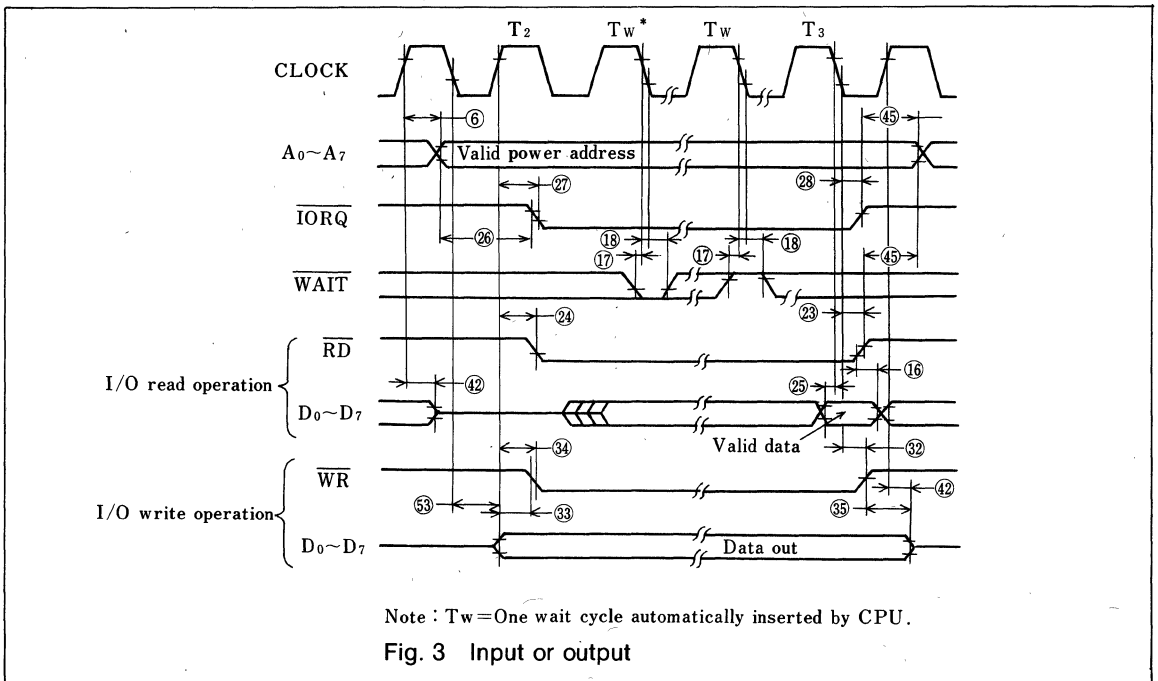 T2 TW* TW T3
CLOCK
⑥ ㊺
A0~A7 Valid power address
㉗ ㉘
IORQ
㉖ ⑱ ⑱
⑰ ⑰ ㊺
WAIT
㉔ ㉓
RD
I/O read operation ㊷ ㉕ ⑯
D0~D7
Valid data
㉞ ㉜
WR
㊷
I/O write operation 53 ㉝ ㉟
D0~D7 Data out
Note : Tw=One wait cycle automatically inserted by CPU.
Fig. 3 Input or output